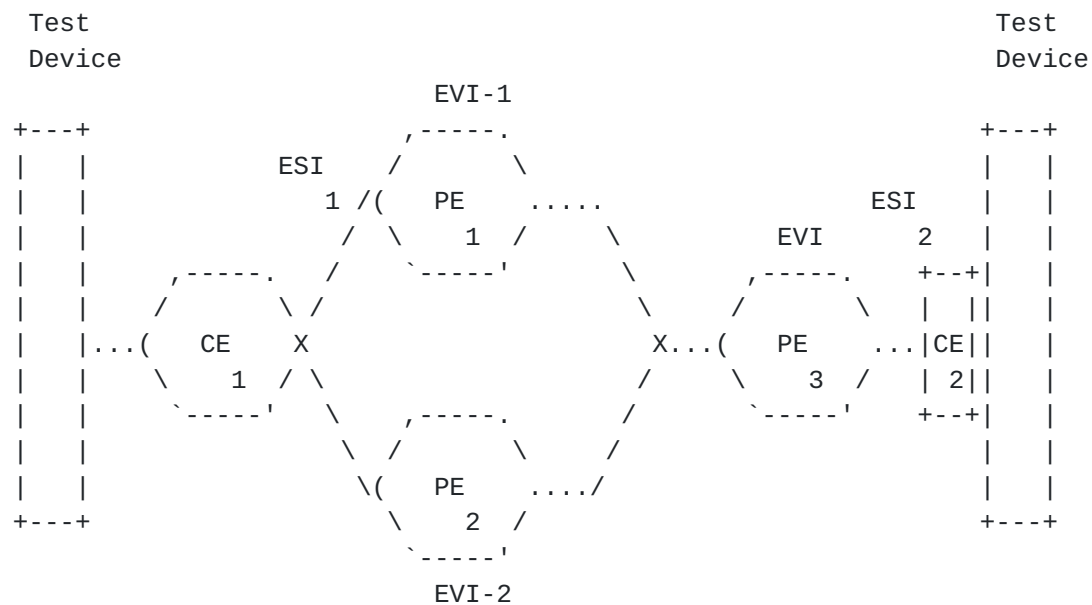 Test Test
Device Device
EVI-1
ESI
1 PE ESI
1 EVI 2
CE PE CE
1 3 2
PE
2
EVI-2